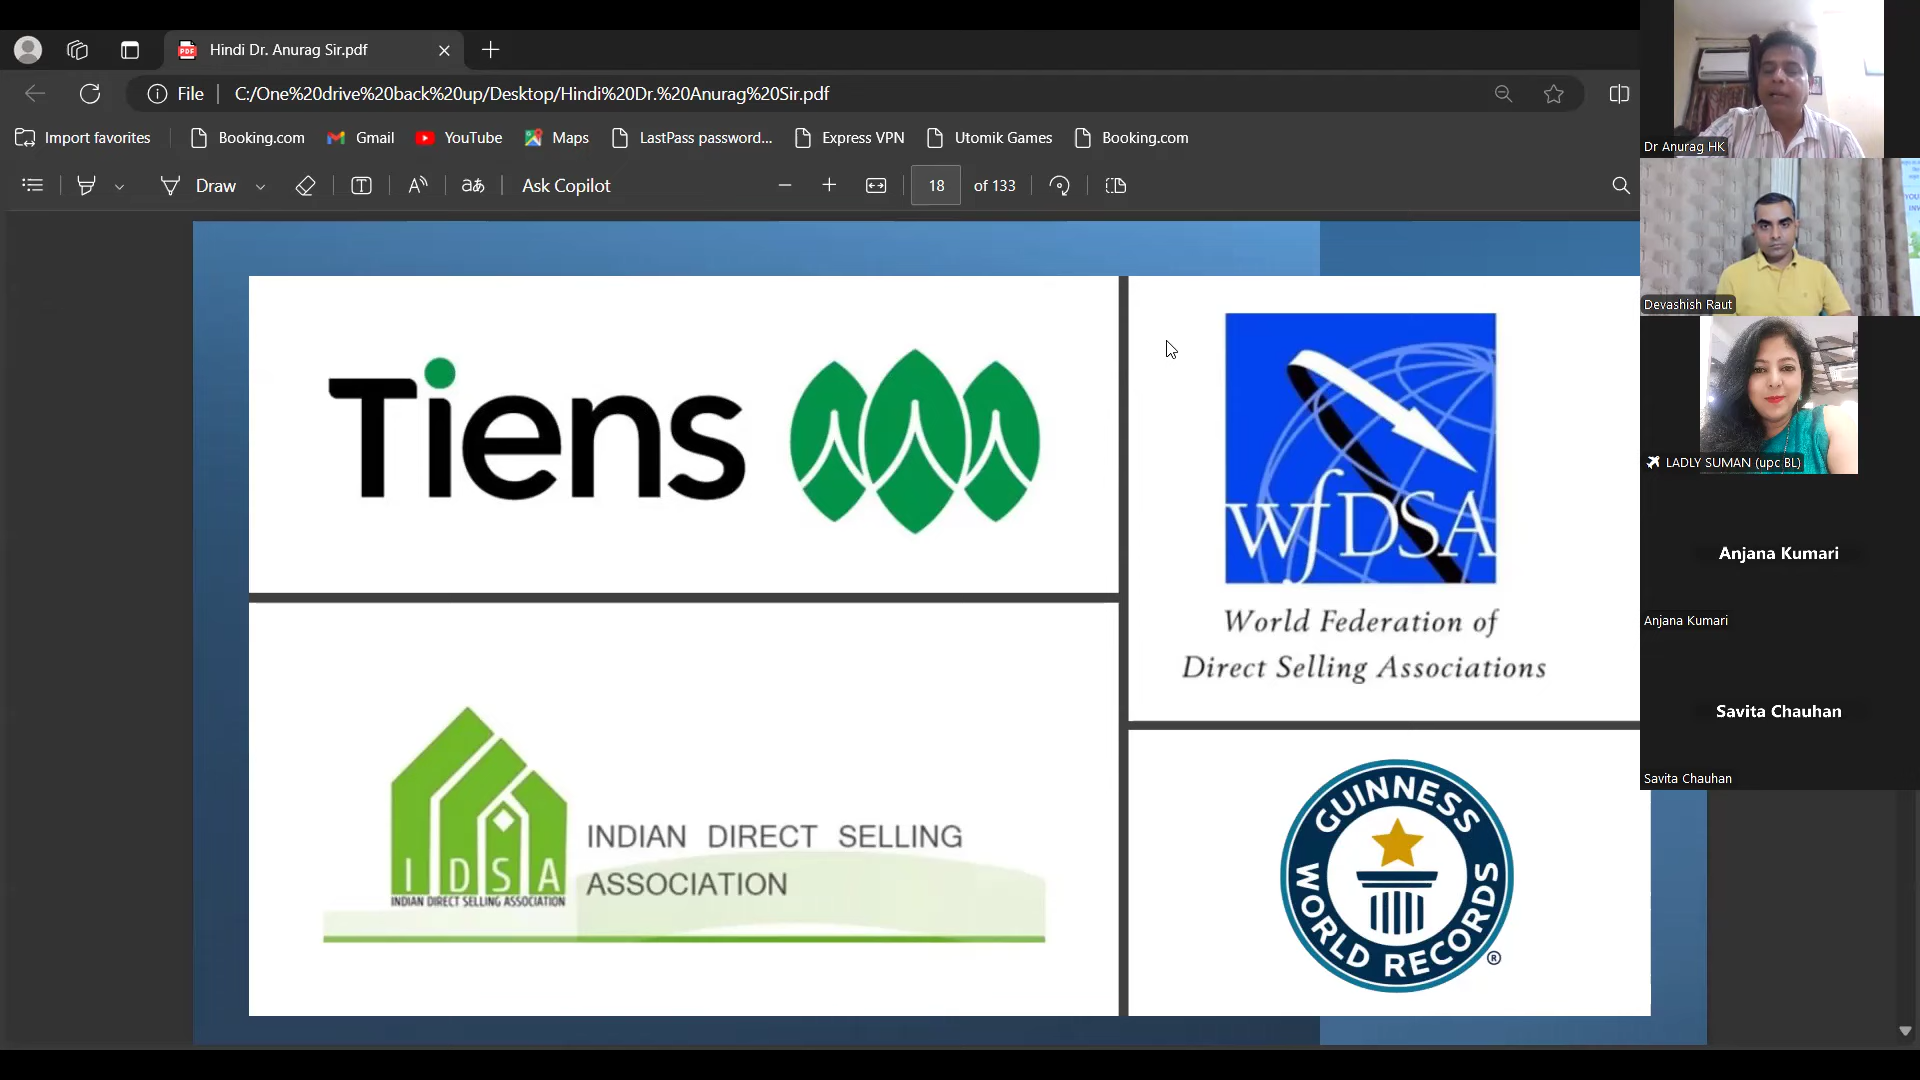 Hindi Dr. Anurag Sir.pdf
File
C:/One%20drive%20back%20up/Desktop/Hindi%20Dr.%20Anurag%20Sir.pdf
Import favorites
Booking.com
Gmail
YouTube
Maps
LastPass password...
Express VPN
Utomik Games
Booking.com
Draw
Ask Copilot
18
of 133
Tiens
WfDSA
World Federation of
Direct Selling Associations
IDSA
INDIAN DIRECT SELLING ASSOCIATION
INDIAN DIRECT SELLING
ASSOCIATION
GUINNESS
WORLD RECORDS
®
Dr Anurag HK
Devashish Raut
LADLY SUMAN (upc BL)
Anjana Kumari
Anjana Kumari
Savita Chauhan
Savita Chauhan